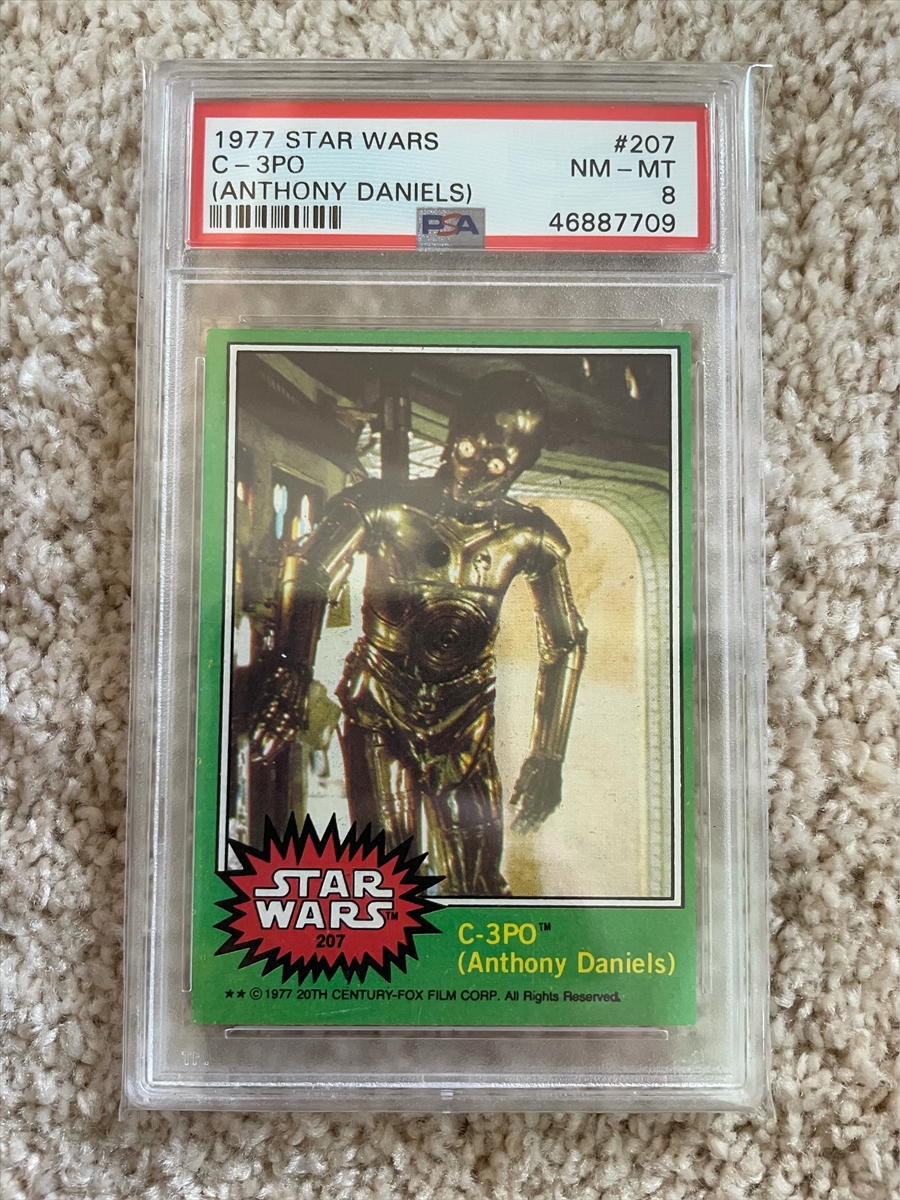 1977 STAR WARS #207
C-3PO NM-MT
(ANTHONY DANIELS) 8
PSA 46887709
STAR
WARS™
207
C-3PO™
(Anthony Daniels)
★★ © 1977 20TH CENTURY-FOX FILM CORP. All Rights Reserved.